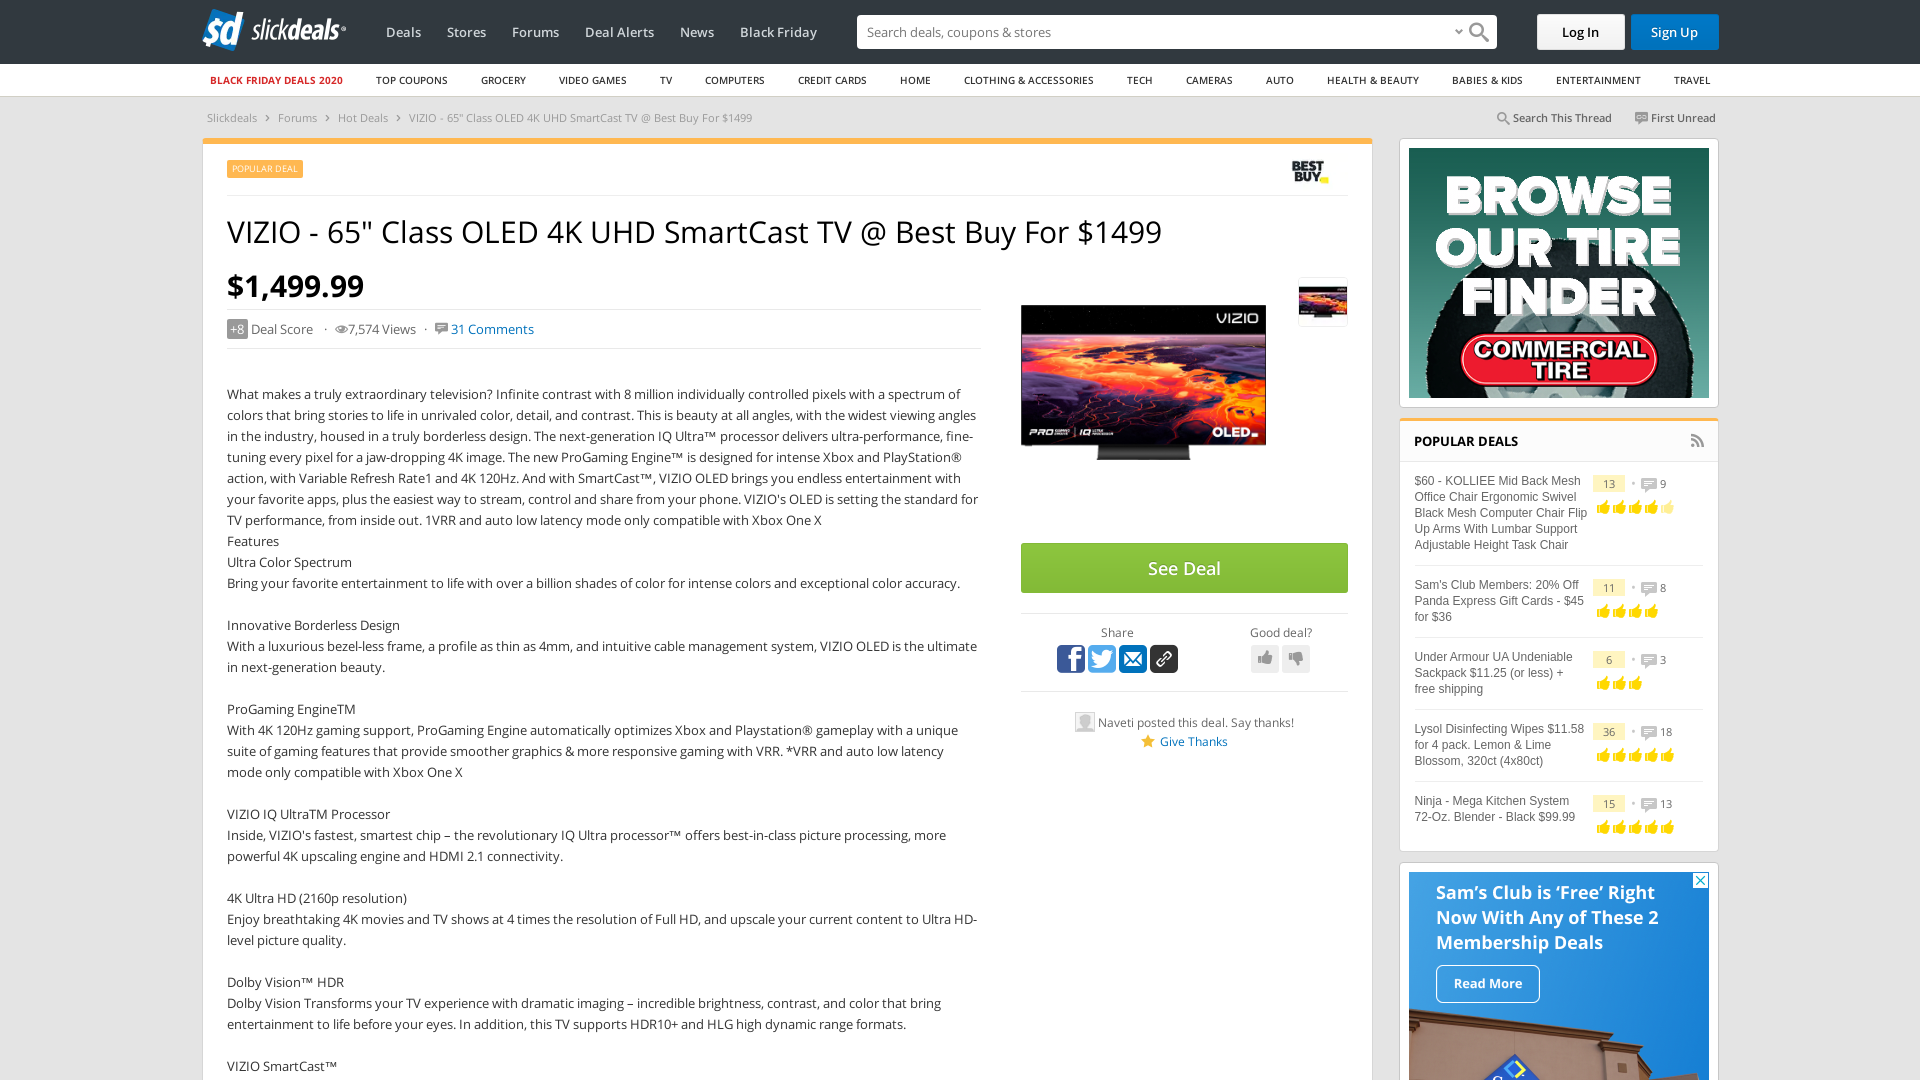 sd slickdeals
Deals Stores Forums Deal Alerts News Black Friday
Search deals, coupons & shopping
Log In Sign Up
BLACK FRIDAY DEALS 2020 TOP COUPONS GROCERY VIDEO GAMES TV COMPUTERS CREDIT CARDS HOME CLOTHING & ACCESSORIES TECH CAMERAS AUTO HEALTH & BEAUTY BABIES & KIDS ENTERTAINMENT TRAVEL
Slickdeals > Forums > Hot Deals > VIZIO - 65" Class OLED 4K UHD SmartCast TV @ Best Buy For $1499
Search This Thread First Unread
POPULAR DEAL
BEST
BUY
VIZIO - 65" Class OLED 4K UHD SmartCast TV @ Best Buy For $1499
$1,499.99
+8 Deal Score · 7,574 Views · 31 Comments
What makes a truly extraordinary television? Infinite contrast with 8 million individually controlled pixels with a spectrum of
colors that bring stories to life in unrivaled color, detail, and contrast. This is beauty at all angles, with the widest viewing angles
in the industry, housed in a truly borderless design. The next-generation IQ Ultra™ processor delivers ultra-performance, fine-
tuning every pixel for a jaw-dropping 4K image. The new ProGaming Engine™ is designed for intense Xbox and PlayStation®
action, with Variable Refresh Rate1 and 4K 120Hz. And with SmartCast™, VIZIO OLED brings you endless entertainment with
your favorite apps, plus the easiest way to stream, control and share from your phone. VIZIO's OLED is setting the standard for
TV performance, from inside out. 1VRR and auto low latency mode only compatible with Xbox One X
Features
Ultra Color Spectrum
Bring your favorite entertainment to life with over a billion shades of color for intense colors and exceptional color accuracy.
Innovative Borderless Design
With a luxurious bezel-less frame, a profile as thin as 4mm, and intuitive cable management system, VIZIO OLED is the ultimate
in next-generation beauty.
ProGaming EngineTM
With 4K 120Hz gaming support, ProGaming Engine automatically optimizes Xbox and Playstation® gameplay with a unique
suite of gaming features that provide smoother graphics & more responsive gaming with VRR. *VRR and auto low latency
mode only compatible with Xbox One X
VIZIO IQ UltraTM Processor
Inside, VIZIO's fastest, smartest chip – the revolutionary IQ Ultra processor™ offers best-in-class picture processing, more
powerful 4K upscaling engine and HDMI 2.1 connectivity.
4K Ultra HD (2160p resolution)
Enjoy breathtaking 4K movies and TV shows at 4 times the resolution of Full HD, and upscale your current content to Ultra HD-
level picture quality.
Dolby Vision™ HDR
Dolby Vision Transforms your TV experience with dramatic imaging – incredible brightness, contrast, and color that bring
entertainment to life before your eyes. In addition, this TV supports HDR10+ and HLG high dynamic range formats.
VIZIO SmartCast™
VIZIO
PRO IQ OLED
See Deal
Share
Good deal?
Naveti posted this deal. Say thanks!
Give Thanks
BROWSE
OUR TIRE
FINDER
COMMERCIAL
TIRE
POPULAR DEALS
$60 - KOLLIEE Mid Back Mesh
Office Chair Ergonomic Swivel
Black Mesh Computer Chair Flip
Up Arms With Lumbar Support
Adjustable Height Task Chair
13 • 9
Sam's Club Members: 20% Off
Panda Express Gift Cards - $45
for $36
11 • 8
Under Armour UA Undeniable
Sackpack $11.25 (or less) +
free shipping
6 • 3
Lysol Disinfecting Wipes $11.58
for 4 pack. Lemon & Lime
Blossom, 320ct (4x80ct)
36 • 18
Ninja - Mega Kitchen System
72-Oz. Blender - Black $99.99
15 • 13
Sam's Club is ‘Free’ Right
Now With Any of These 2
Membership Deals
Read More